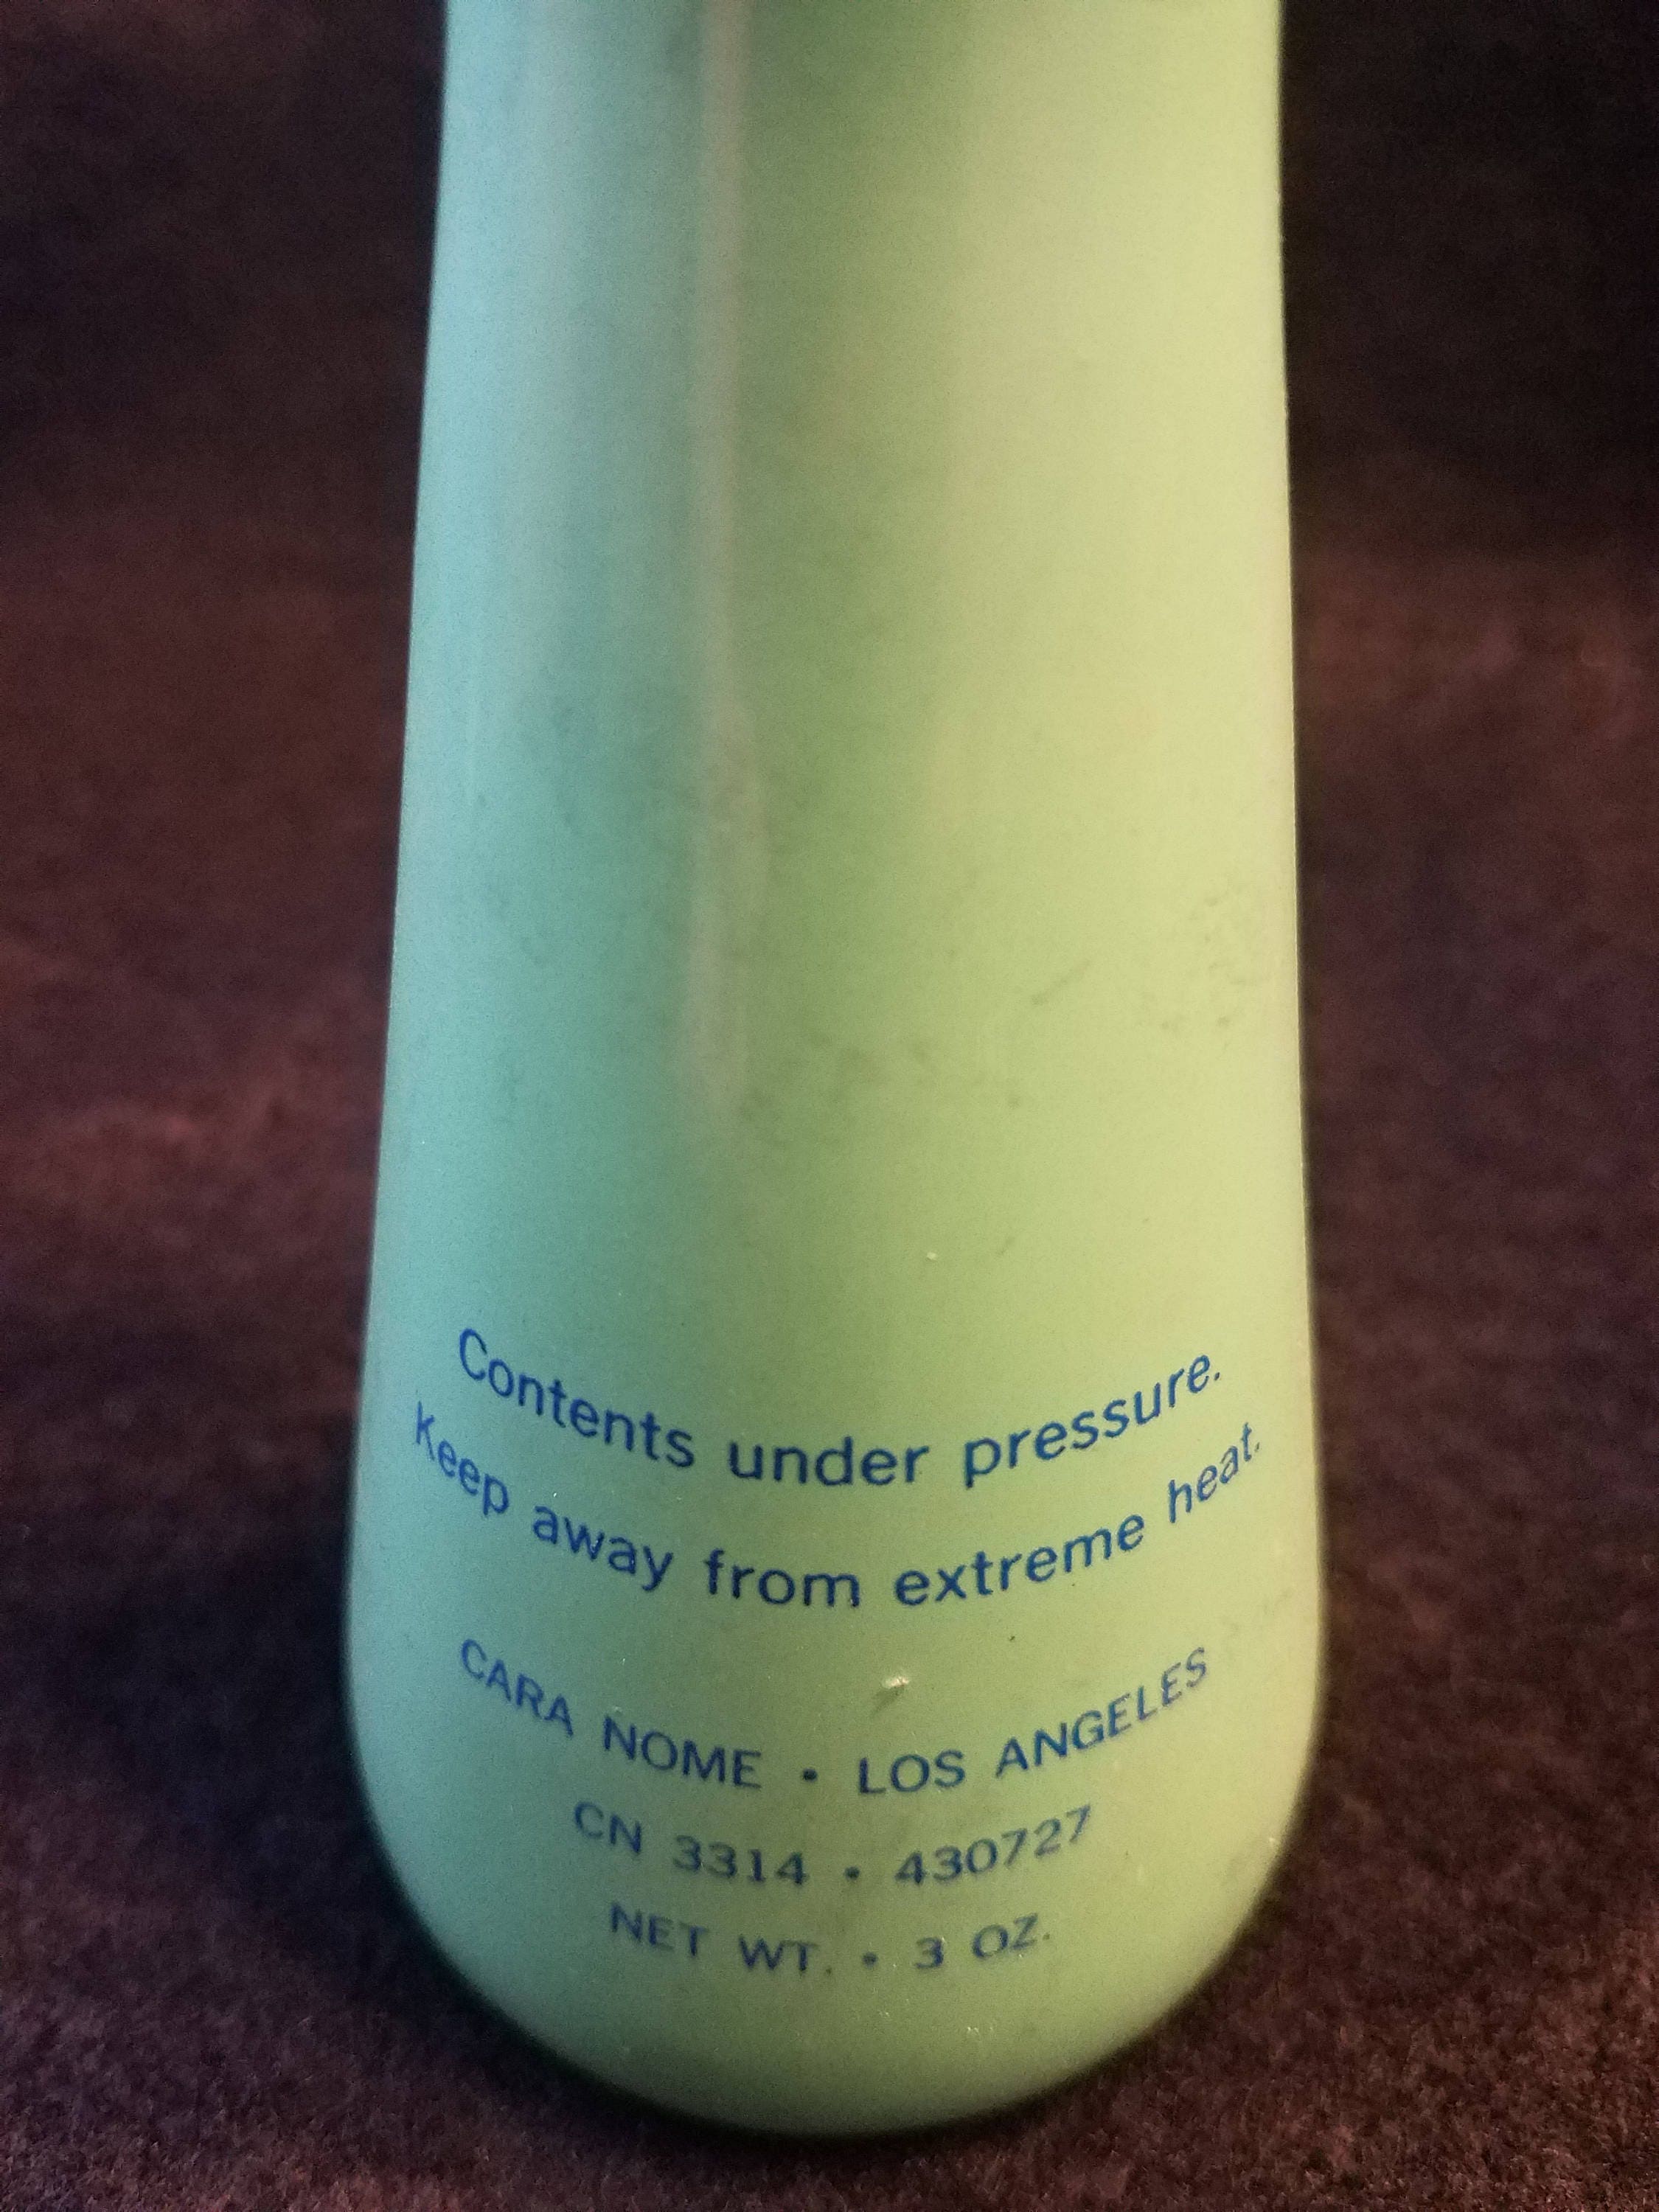 Contents under pressure.
Keep away from extreme heat.
CARA NOME • LOS ANGELES
CN 3314 • 430727
NET WT. • 3 OZ.